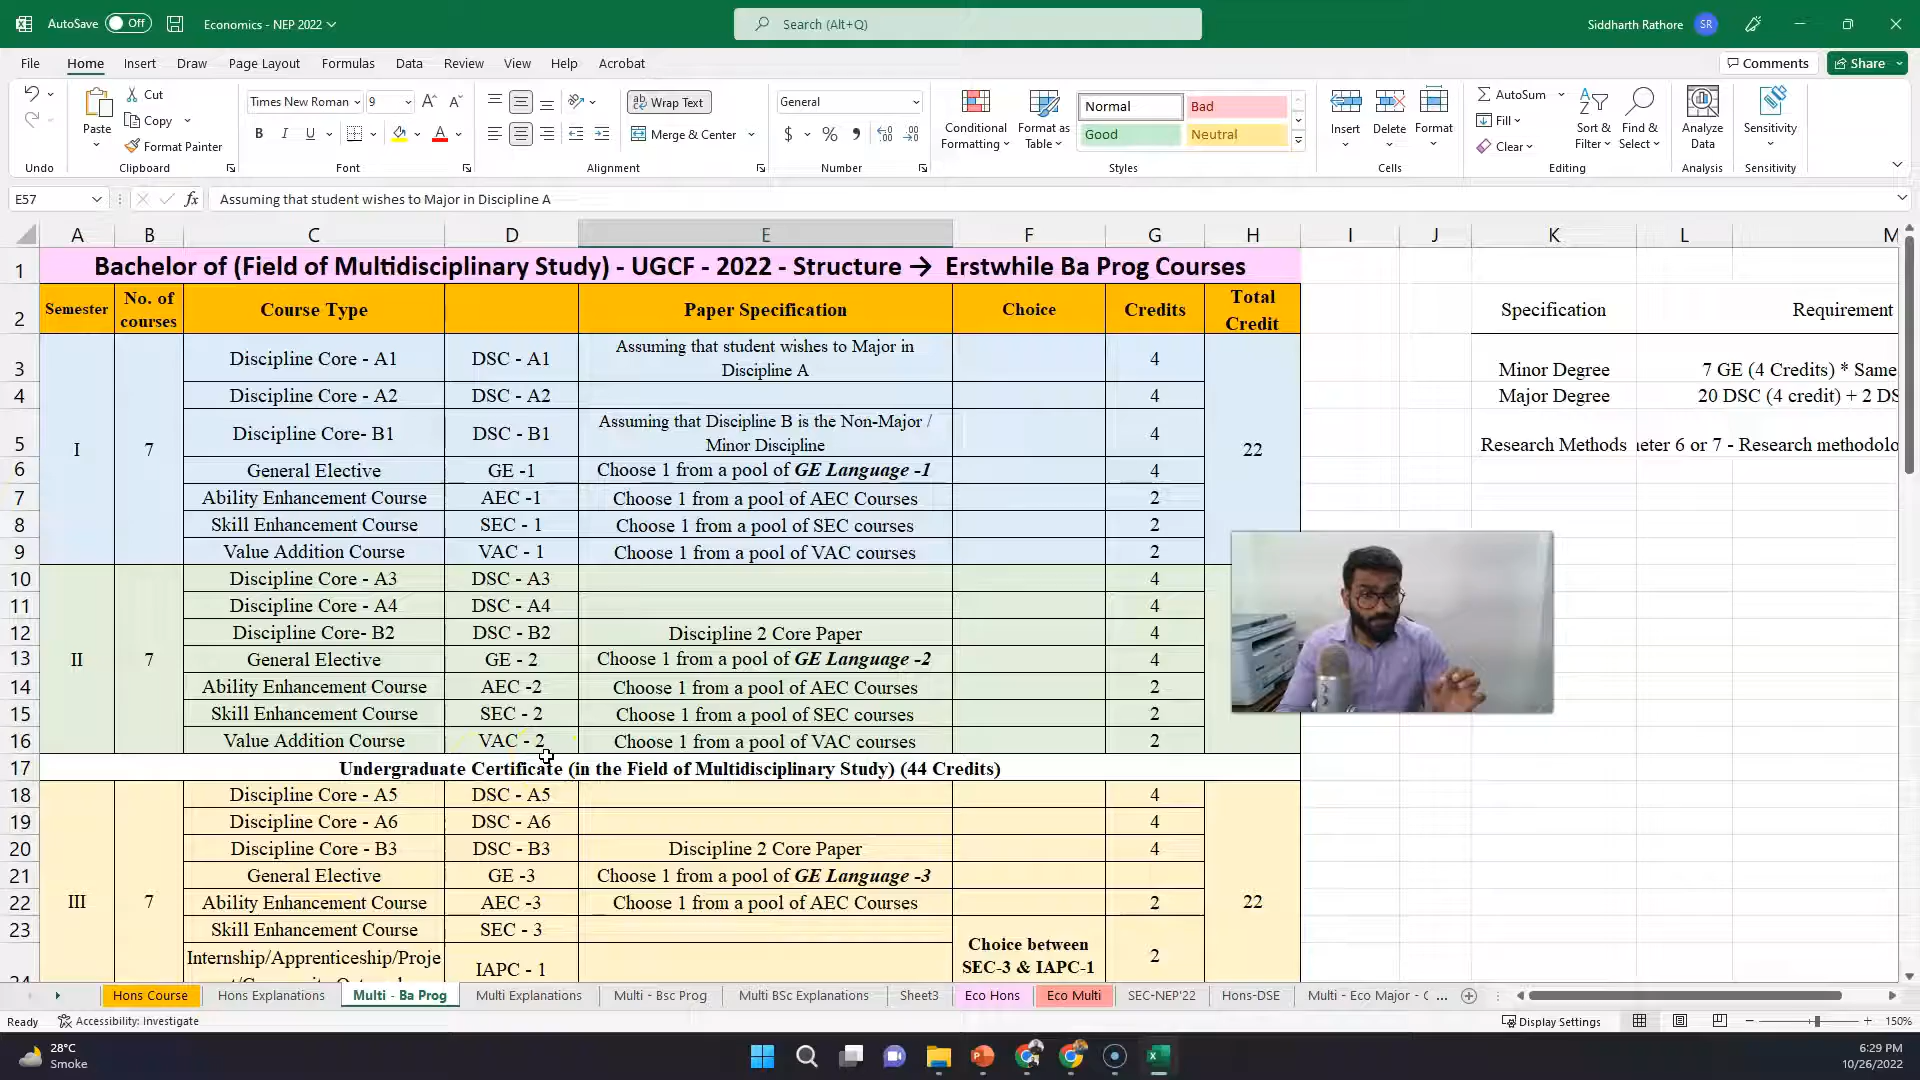 AutoSave Off Economics - NEP 2022 Search (Alt+Q) Siddharth Rathore SR
File Home Insert Draw Page Layout Formulas Data Review View Help Acrobat Comments Share
Cut Times New Roman 9 Wrap Text General Normal Bad AutoSum
Paste Copy Conditional Formatting Format as Table Good Neutral Insert Delete Format Fill Sort & Filter Find & Select Analyze Data Sensitivity
Format Painter B I U Merge & Center $ % Clear
Undo Clipboard Font Alignment Number Styles Cells Editing Analysis Sensitivity
E57 fx Assuming that student wishes to Major in Discipline A
A B C D E F G H I J K L M
1 Bachelor of (Field of Multidisciplinary Study) - UGCF - 2022 - Structure → Erstwhile Ba Prog Courses
2 Semester No. of courses Course Type Paper Specification Choice Credits Total Credit Specification Requirement
3 Discipline Core - A1 DSC - A1 Assuming that student wishes to Major in Discipline A 4 Minor Degree 7 GE (4 Credits) * Same
4 Discipline Core - A2 DSC - A2 4 Major Degree 20 DSC (4 credit) + 2 DS
5 Discipline Core- B1 DSC - B1 Assuming that Discipline B is the Non-Major / Minor Discipline 4 Research Methods neter 6 or 7 - Research methodolo
I 7 22
6 General Elective GE -1 Choose 1 from a pool of GE Language -1 4
7 Ability Enhancement Course AEC -1 Choose 1 from a pool of AEC Courses 2
8 Skill Enhancement Course SEC - 1 Choose 1 from a pool of SEC courses 2
9 Value Addition Course VAC - 1 Choose 1 from a pool of VAC courses 2
10 Discipline Core - A3 DSC - A3 4
11 Discipline Core - A4 DSC - A4 4
12 Discipline Core- B2 DSC - B2 Discipline 2 Core Paper 4
13 II 7 General Elective GE - 2 Choose 1 from a pool of GE Language -2 4
14 Ability Enhancement Course AEC -2 Choose 1 from a pool of AEC Courses 2
15 Skill Enhancement Course SEC - 2 Choose 1 from a pool of SEC courses 2
16 Value Addition Course VAC - 2 Choose 1 from a pool of VAC courses 2
17 Undergraduate Certificate (in the Field of Multidisciplinary Study) (44 Credits)
18 Discipline Core - A5 DSC - A5 4
19 Discipline Core - A6 DSC - A6 4
20 Discipline Core - B3 DSC - B3 Discipline 2 Core Paper 4
21 General Elective GE -3 Choose 1 from a pool of GE Language -3
22 III 7 Ability Enhancement Course AEC -3 Choose 1 from a pool of AEC Courses 2 22
23 Skill Enhancement Course SEC - 3
Internship/Apprenticeship/Proje IAPC - 1 Choice between SEC-3 & IAPC-1 2
Hons Course Hons Explanations Multi - Ba Prog Multi Explanations Multi - Bsc Prog Multi BSc Explanations Sheet3 Eco Hons Eco Multi SEC-NEP'22 Hons-DSE Multi - Eco Major - ...
Ready Accessibility: Investigate Display Settings 150%
28°C
Smoke
6:29 PM
10/26/2022